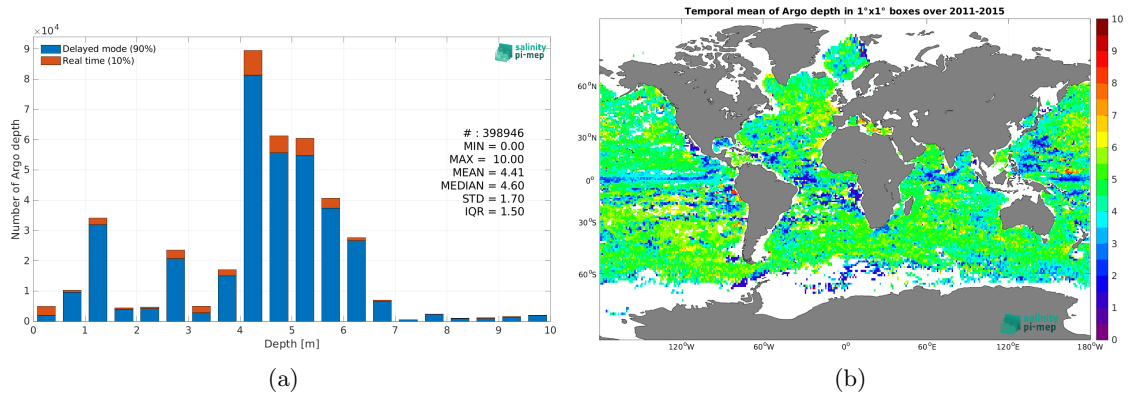 ×10⁴
9
8
7
6
5
4
3
2
1
0
Number of Argo depth
Delayed mode (90%)
Real time (10%)
salinity
pi-mep
# : 398946
MIN = 0.00
MAX = 10.00
MEAN = 4.41
MEDIAN = 4.60
STD = 1.70
IQR = 1.50
0 1 2 3 4 5 6 7 8 9 10
Depth [m]
(a)
Temporal mean of Argo depth in 1°x1° boxes over 2011-2015
60°N
30°N
0°
30°S
60°S
120°W 60°W 0° 60°E 120°E 180°W
salinity
pi-mep
10
9
8
7
6
5
4
3
2
1
0
(b)